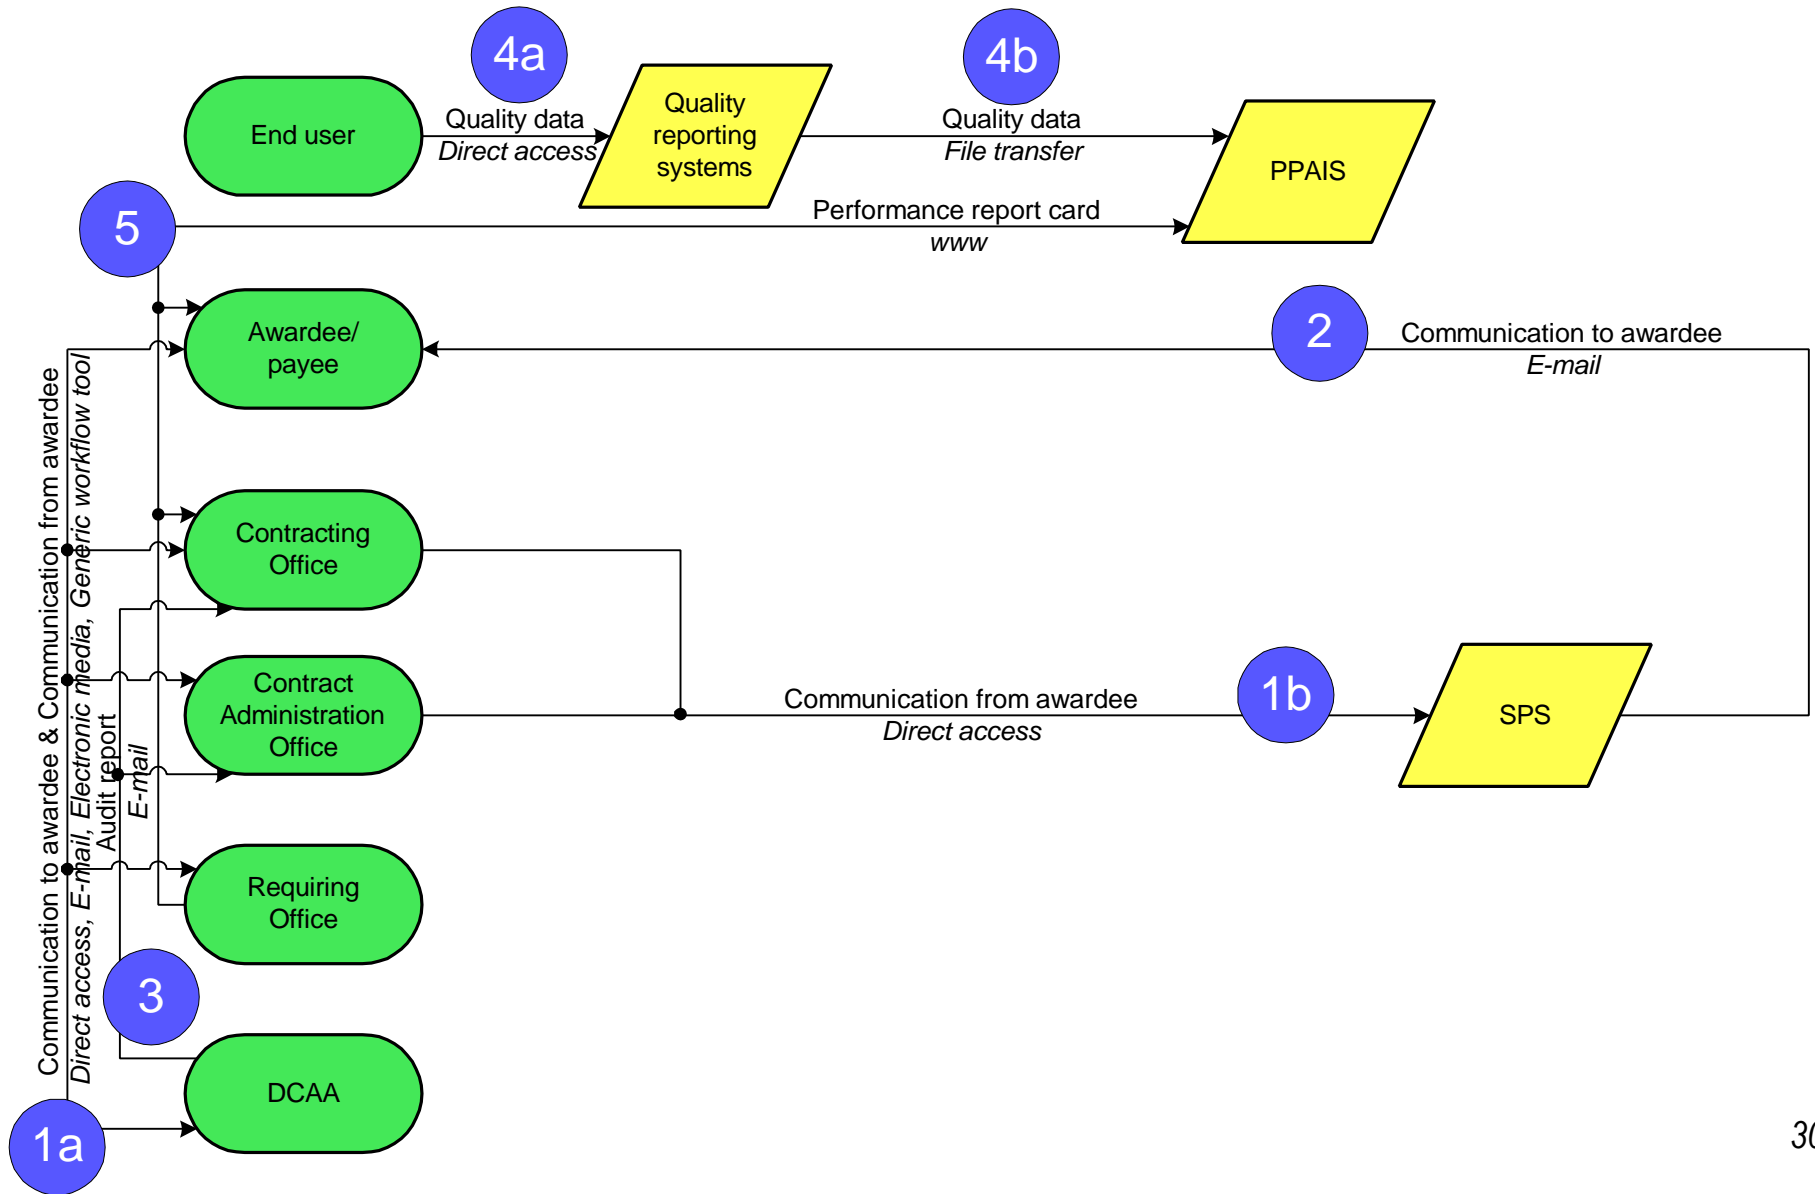 4a
4b
End user
Quality data
Direct access
Quality
reporting
systems
Quality data
File transfer
PPAIS
5
Performance report card
www
Awardee/
payee
2
Communication to awardee
E-mail
Communication to awardee & Communication from awardee
Direct access, E-mail, Electronic media, Generic workflow tool
Audit report
E-mail
Contracting
Office
Contract
Administration
Office
Communication from awardee
Direct access
1b
SPS
Requiring
Office
3
DCAA
1a
30